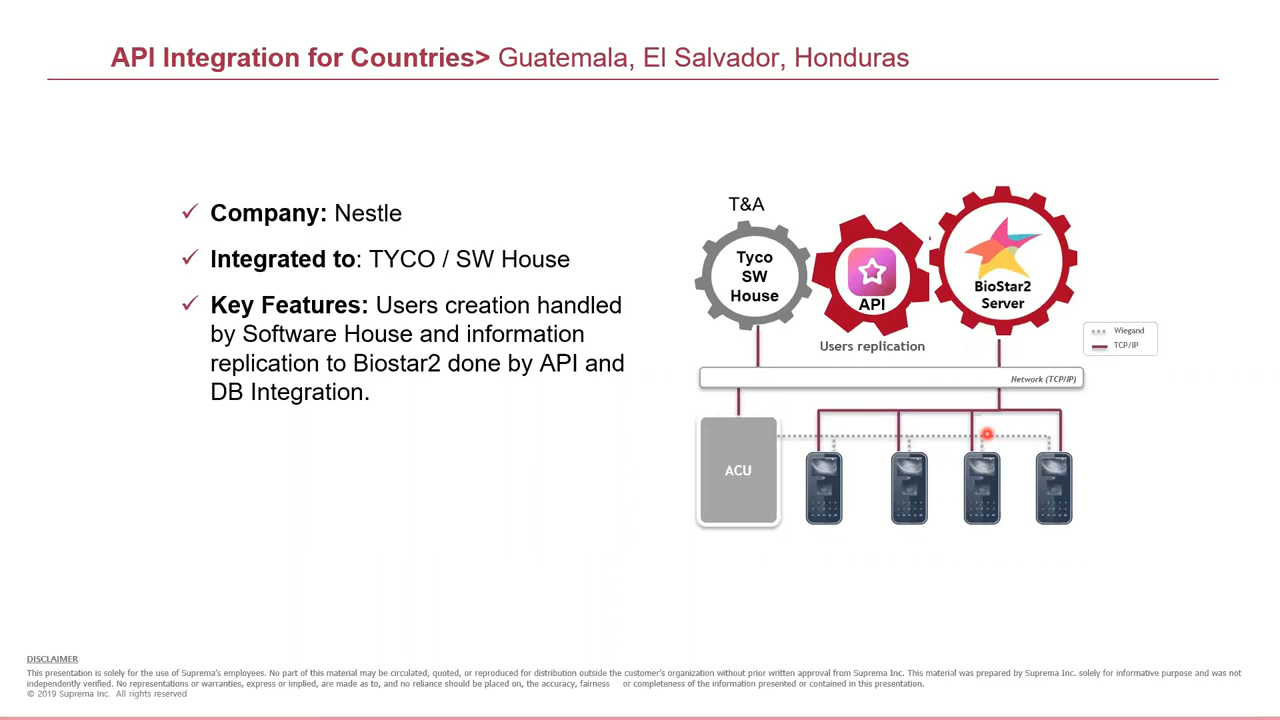 API Integration for Countries> Guatemala, El Salvador, Honduras
✓ Company: Nestle
✓ Integrated to: TYCO / SW House
✓ Key Features: Users creation handled
by Software House and information
replication to Biostar2 done by API and
DB Integration.
T&A
Tyco
SW
House
API
BioStar2
Server
Users replication
Wiegand
TCP/IP
Network (TCP/IP)
ACU
DISCLAIMER
This presentation is solely for the use of Suprema's employees. No part of this material may be circulated, quoted, or reproduced for distribution outside the customer's organization without prior written approval from Suprema Inc. This material was prepared by Suprema Inc. solely for informative purpose and was not
independently verified. No representations or warranties, express or implied, are made as to, and no reliance should be placed on, the accuracy, fairness or completeness of the information presented or contained in this presentation.
© 2019 Suprema Inc. All rights reserved